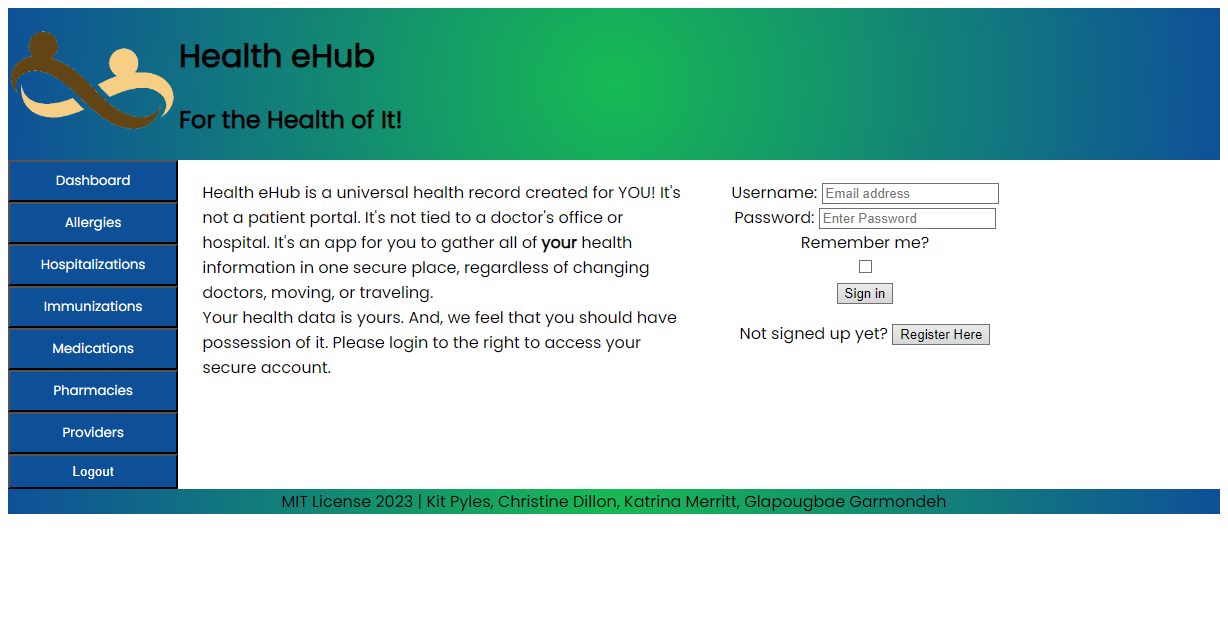 Health eHub
For the Health of It!
Dashboard
Allergies
Hospitalizations
Immunizations
Medications
Pharmacies
Providers
Logout
Health eHub is a universal health record created for YOU! It's
not a patient portal. It's not tied to a doctor's office or
hospital. It's an app for you to gather all of your health
information in one secure place, regardless of changing
doctors, moving, or traveling.
Your health data is yours. And, we feel that you should have
possession of it. Please login to the right to access your
secure account.
Username: Email address
Password: Enter Password
Remember me?
Sign in
Not signed up yet? Register Here
MIT License 2023 | Kit Pyles, Christine Dillon, Katrina Merritt, Glapougbae Garmondeh